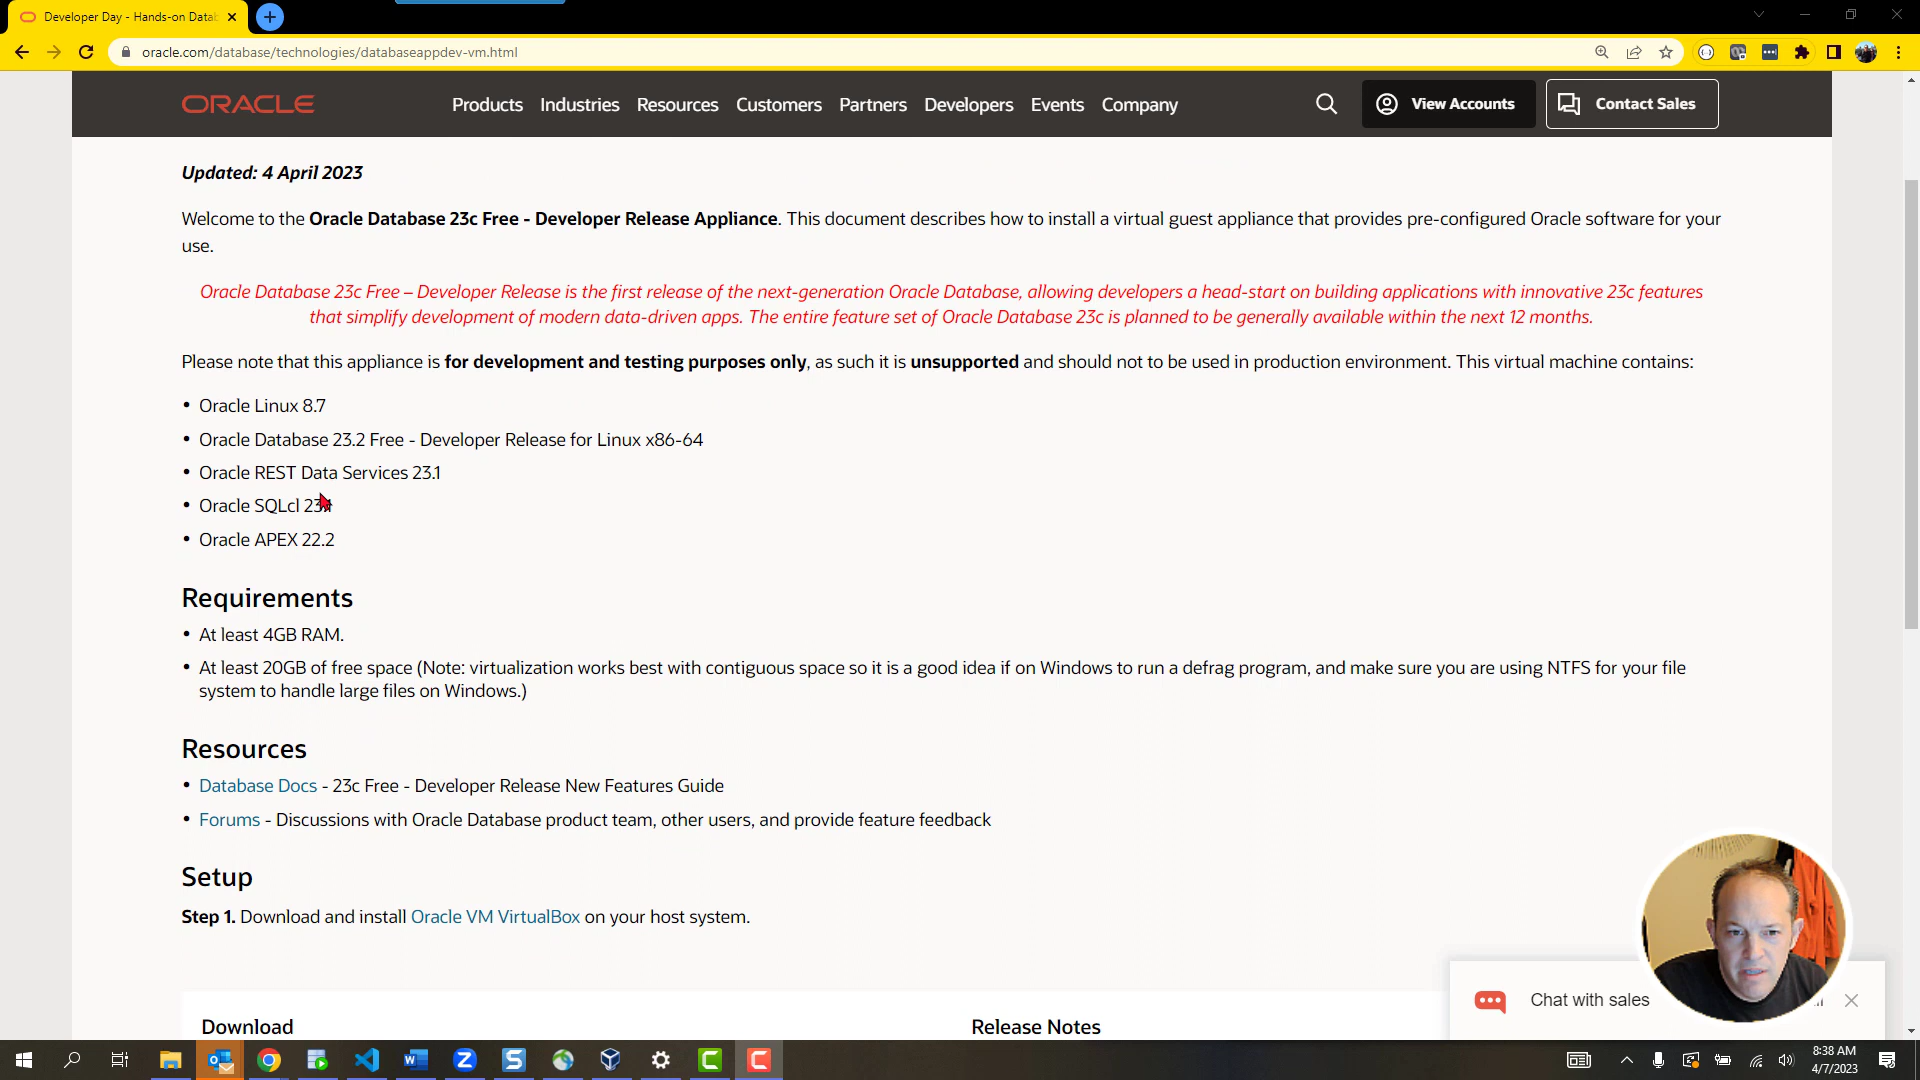 Developer Day - Hands-on Datab
oracle.com/database/technologies/databaseappdev-vm.html
ORACLE
Products Industries Resources Customers Partners Developers Events Company
View Accounts
Contact Sales
Updated: 4 April 2023
Welcome to the Oracle Database 23c Free - Developer Release Appliance. This document describes how to install a virtual guest appliance that provides pre-configured Oracle software for your
use.
Oracle Database 23c Free – Developer Release is the first release of the next-generation Oracle Database, allowing developers a head-start on building applications with innovative 23c features
that simplify development of modern data-driven apps. The entire feature set of Oracle Database 23c is planned to be generally available within the next 12 months.
Please note that this appliance is for development and testing purposes only, as such it is unsupported and should not to be used in production environment. This virtual machine contains:
• Oracle Linux 8.7
• Oracle Database 23.2 Free - Developer Release for Linux x86-64
• Oracle REST Data Services 23.1
• Oracle SQLcl
• Oracle APEX 22.2
Requirements
• At least 4GB RAM.
• At least 20GB of free space (Note: virtualization works best with contiguous space so it is a good idea if on Windows to run a defrag program, and make sure you are using NTFS for your file
system to handle large files on Windows.)
Resources
• Database Docs - 23c Free - Developer Release New Features Guide
• Forums - Discussions with Oracle Database product team, other users, and provide feature feedback
Setup
Step 1. Download and install Oracle VM VirtualBox on your host system.
Chat with sales
Download
Release Notes
8:38 AM
4/7/2023